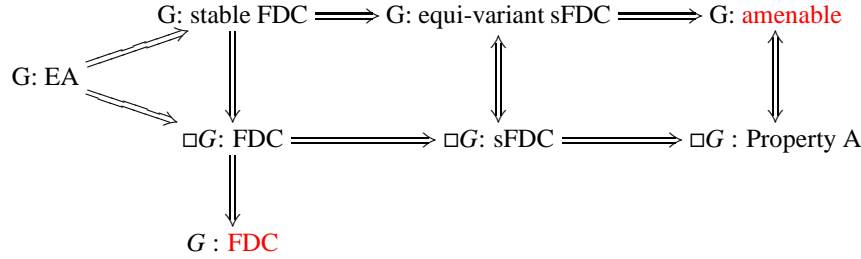 G: stable FDC G: equi-variant sFDC G: amenable
G: EA
□G: FDC □G: sFDC □G : Property A
G : FDC